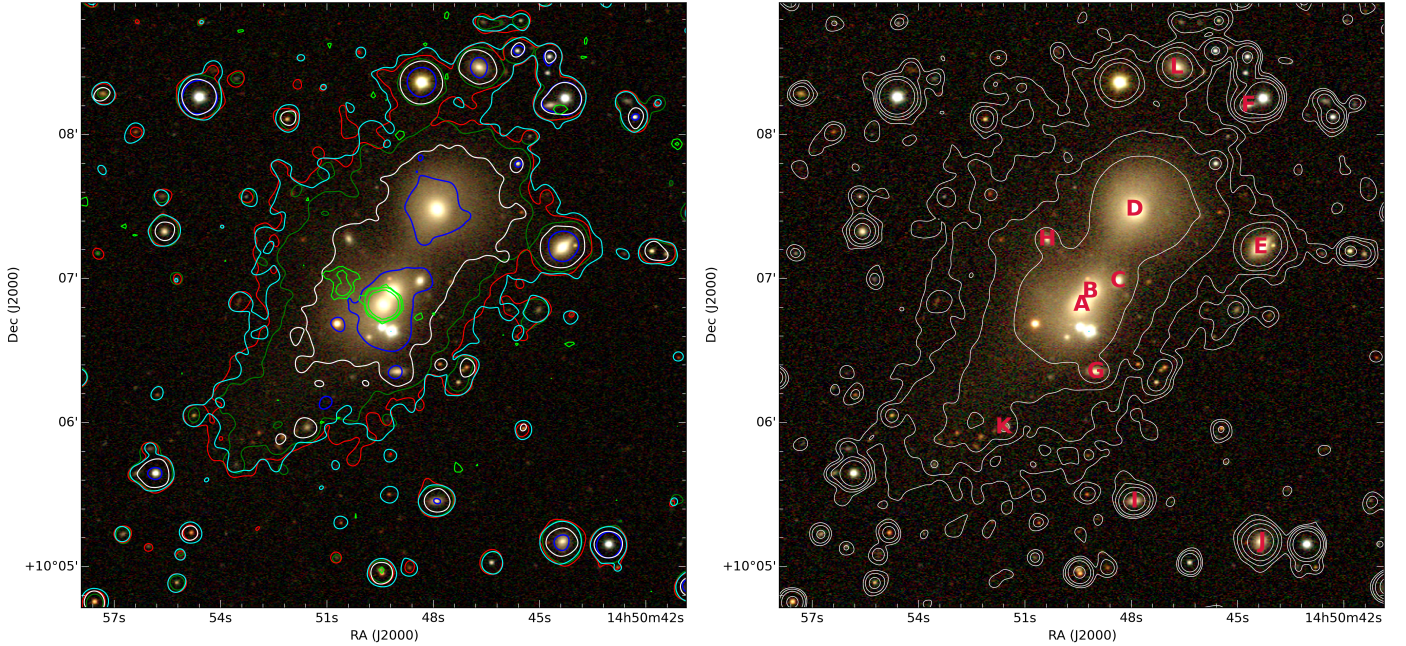 08'
07'
06'
+10°05'
57s
54s
51s
48s
45s
14h50m42s
RA (J2000)
Dec (J2000)
08'
07'
06'
+10°05'
57s
54s
51s
48s
45s
14h50m42s
RA (J2000)
Dec (J2000)
L
F
D
H
E
C
B
A
G
K
I
J